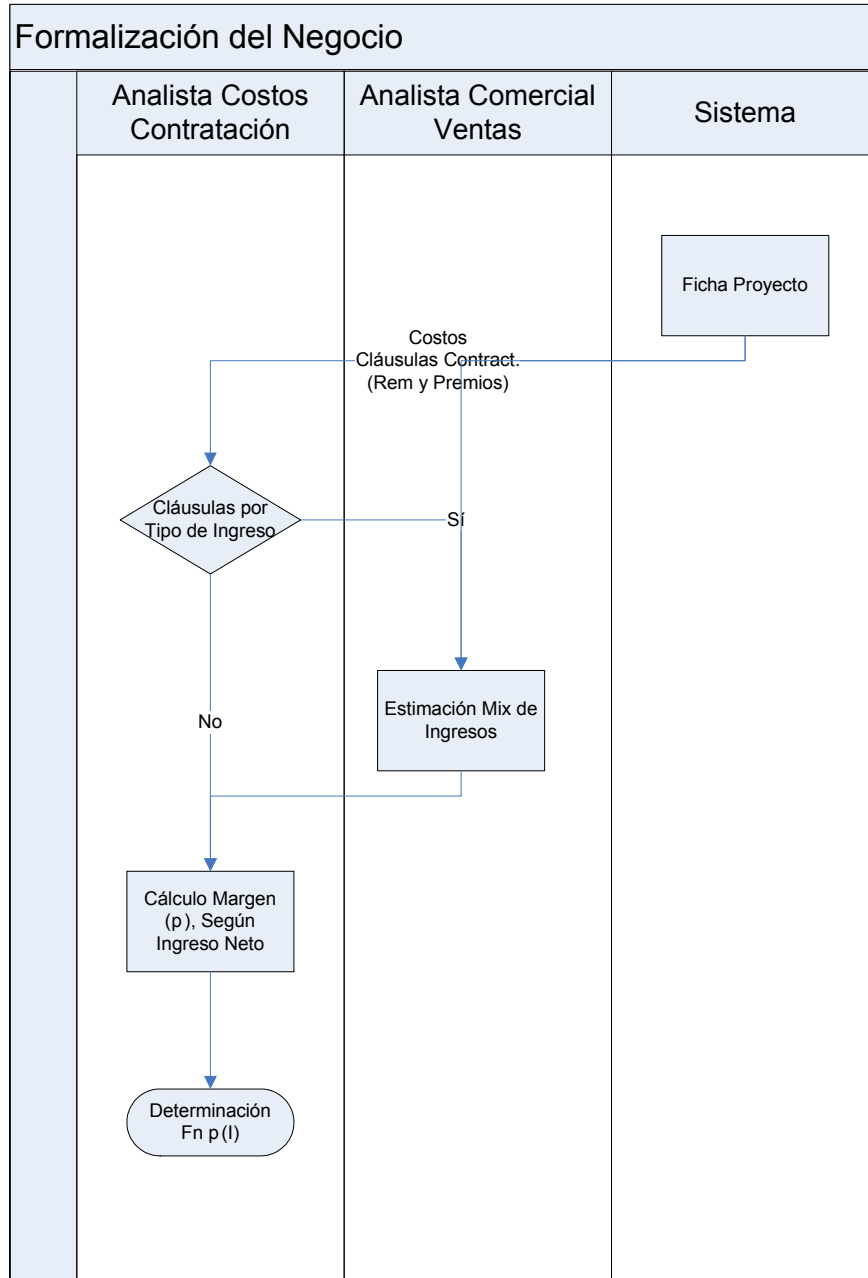 Formalización del Negocio
Analista Costos
Contratación
Analista Comercial
Ventas
Sistema
Ficha Proyecto
Costos
Cláusulas Contract.
(Rem y Premios)
Cláusulas por
Tipo de Ingreso
Sí
Estimación Mix de
Ingresos
No
Cálculo Margen
(p), Según
Ingreso Neto
Determinación
Fn p(I)